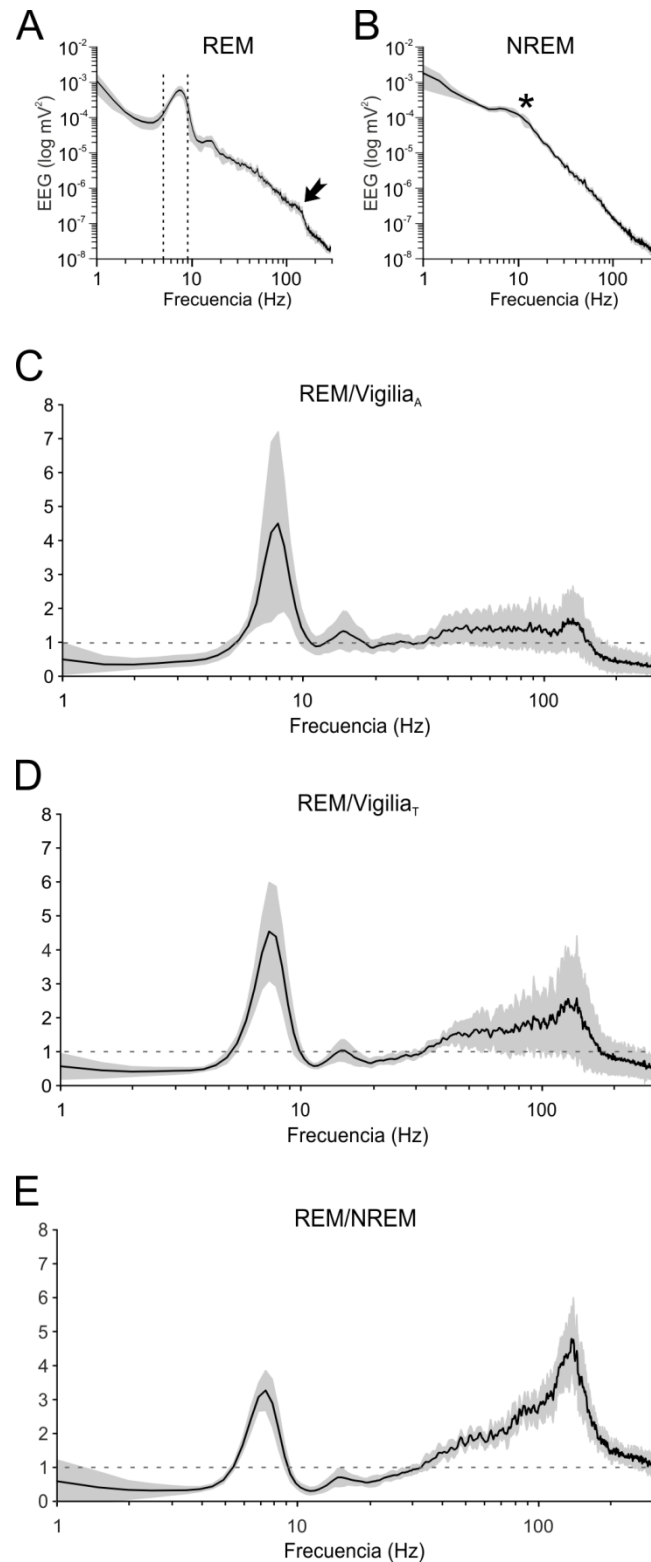 A
REM
EEG (log mV²)
10⁻²
10⁻³
10⁻⁴
10⁻⁵
10⁻⁶
10⁻⁷
10⁻⁸
1 10 100
Frecuencia (Hz)
B
NREM
EEG (log mV²)
10⁻²
10⁻³
10⁻⁴
10⁻⁵
10⁻⁶
10⁻⁷
10⁻⁸
*
1 10 100
Frecuencia (Hz)
C
REM/Vigilia_A
8
7
6
5
4
3
2
1
0
1 10 100
Frecuencia (Hz)
D
REM/Vigilia_T
8
7
6
5
4
3
2
1
0
1 10 100
Frecuencia (Hz)
E
REM/NREM
8
7
6
5
4
3
2
1
0
1 10 100
Frecuencia (Hz)